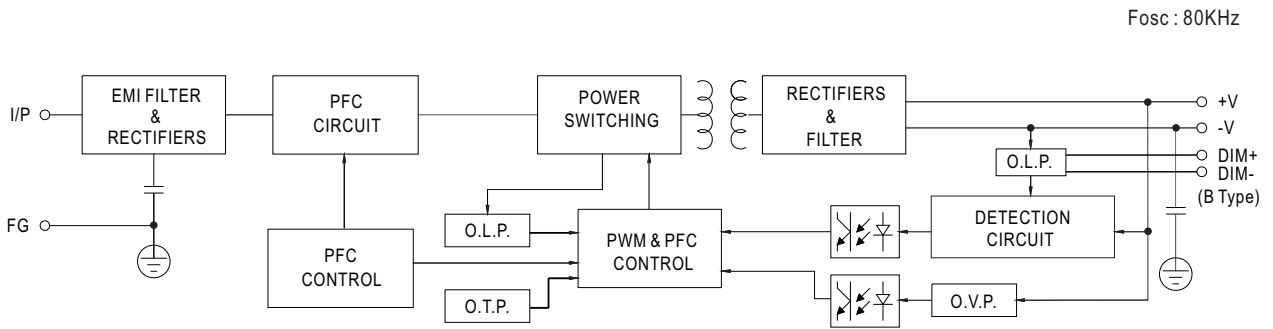 Fosc : 80KHz
I/P
EMI FILTER
&
RECTIFIERS
PFC
CIRCUIT
POWER
SWITCHING
RECTIFIERS
&
FILTER
+V
-V
O.L.P.
DIM+
DIM-
(B Type)
FG
PFC
CONTROL
O.L.P.
O.T.P.
PWM & PFC
CONTROL
DETECTION
CIRCUIT
O.V.P.